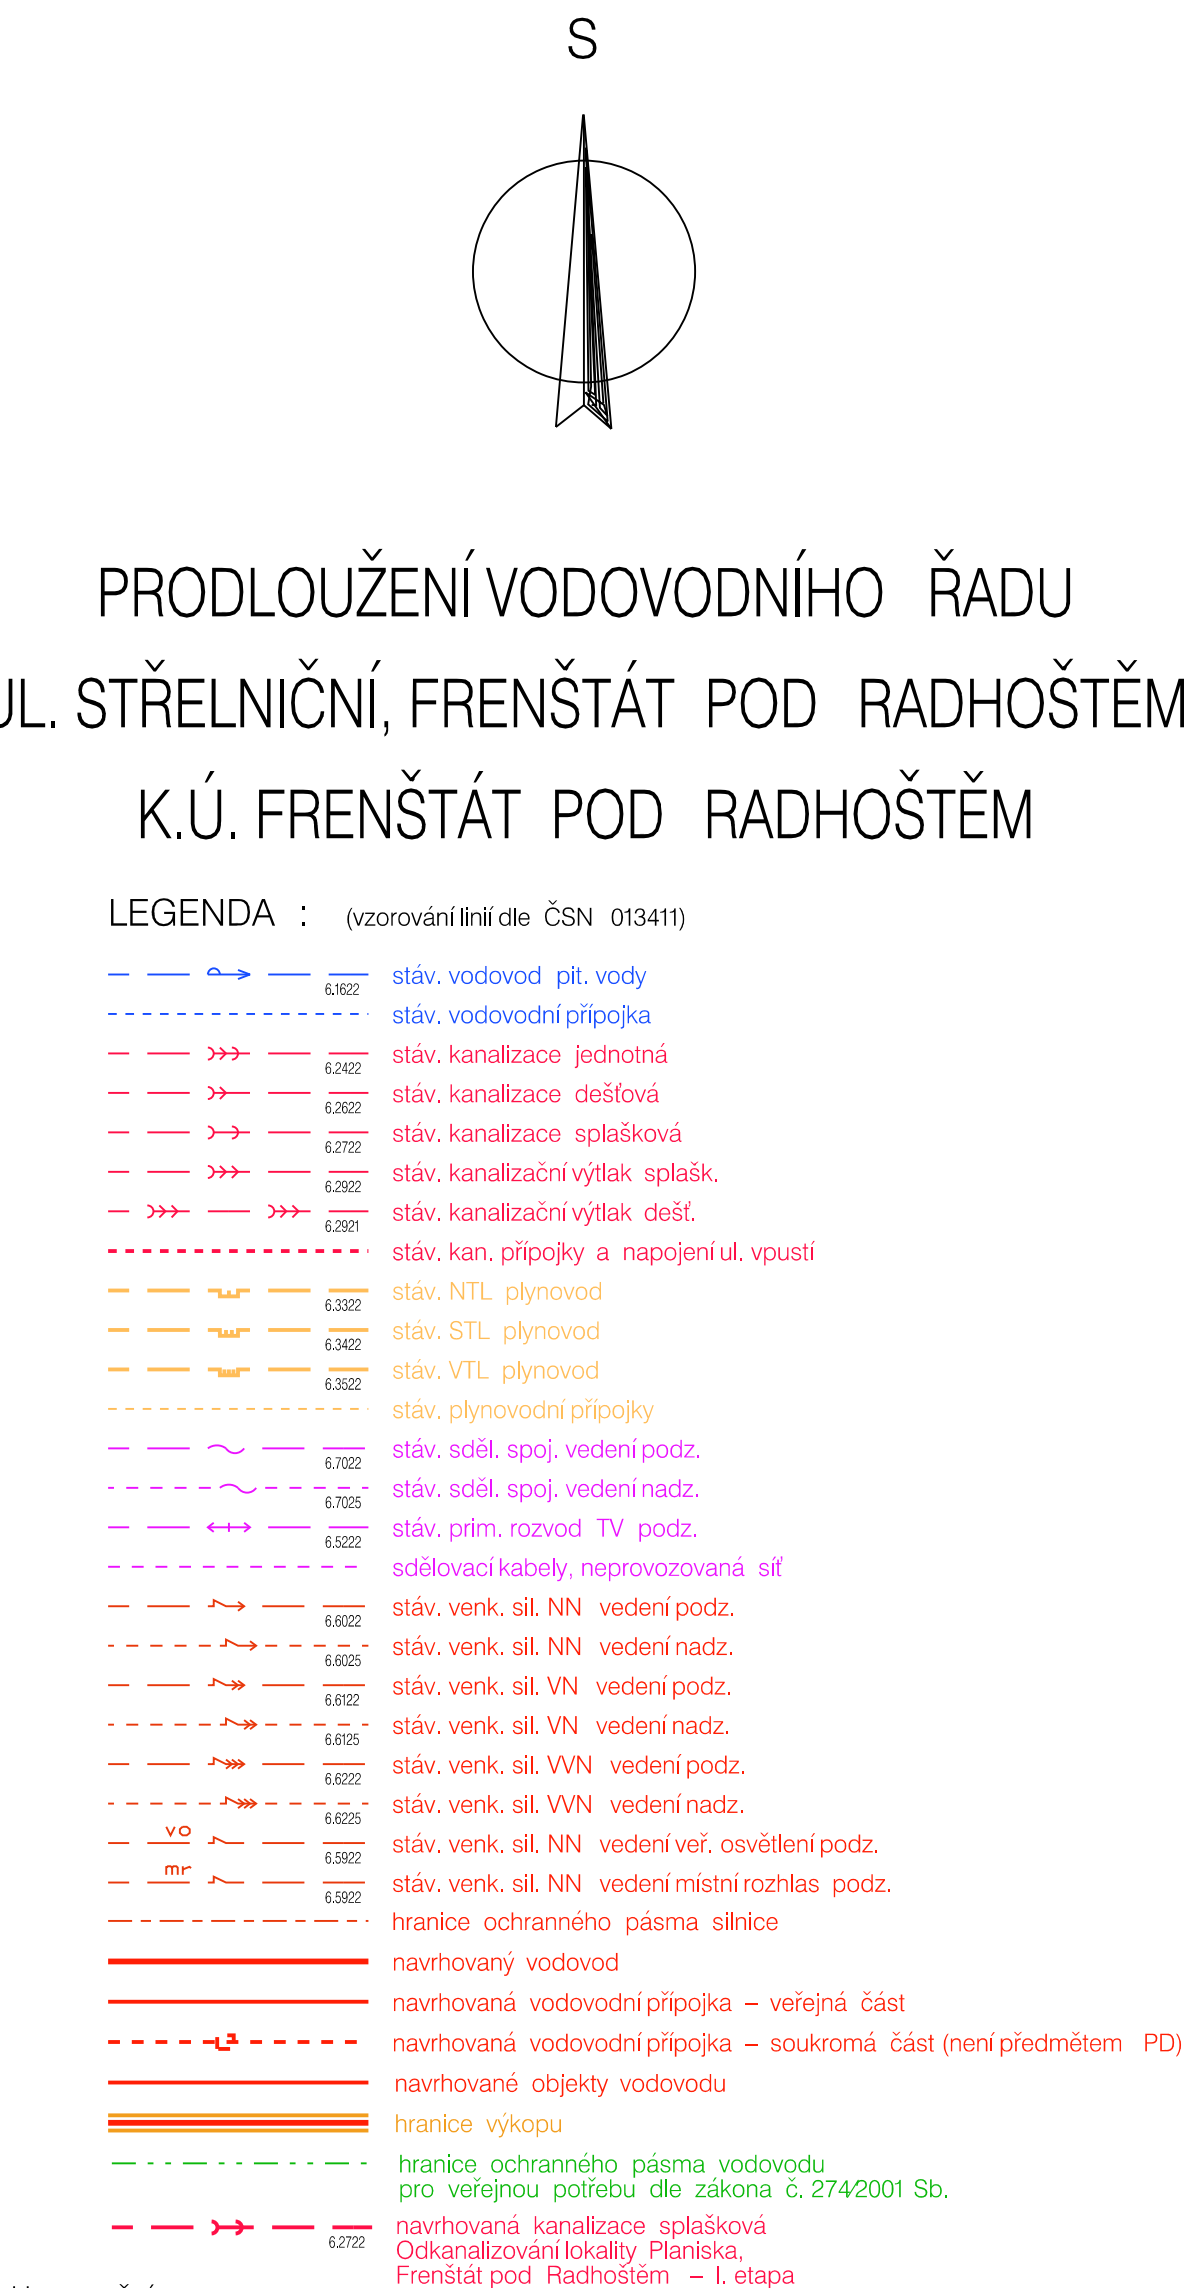 S
PRODLOUŽENÍ VODOVODNÍHO ŘADU
UL. STŘELNIČNÍ, FRENŠTÁT POD RADHOŠTĚM
K.Ú. FRENŠTÁT POD RADHOŠTĚM
LEGENDA : (vzorování linií dle ČSN 013411)
6.1622 stáv. vodovod pit. vody
stáv. vodovodní přípojka
6.2422 stáv. kanalizace jednotná
6.2622 stáv. kanalizace dešťová
6.2722 stáv. kanalizace splašková
6.2922 stáv. kanalizační výtlak splašk.
6.2921 stáv. kanalizační výtlak dešť.
stáv. kan. přípojky a napojení ul. vpustí
6.3322 stáv. NTL plynovod
6.3422 stáv. STL plynovod
6.3522 stáv. VTL plynovod
stáv. plynovodní přípojky
6.7022 stáv. sděl. spoj. vedení podz.
6.7025 stáv. sděl. spoj. vedení nadz.
6.5222 stáv. prim. rozvod TV podz.
sdělovací kabely, neprovozovaná síť
6.6022 stáv. venk. sil. NN vedení podz.
6.6025 stáv. venk. sil. NN vedení nadz.
6.6122 stáv. venk. sil. VN vedení podz.
6.6125 stáv. venk. sil. VN vedení nadz.
6.6222 stáv. venk. sil. VVN vedení podz.
6.6225 stáv. venk. sil. VVN vedení nadz.
vo 6.5922 stáv. venk. sil. NN vedení veř. osvětlení podz.
mr 6.5922 stáv. venk. sil. NN vedení místní rozhlas podz.
hranice ochranného pásma silnice
navrhovaný vodovod
navrhovaná vodovodní přípojka – veřejná část
navrhovaná vodovodní přípojka – soukromá část (není předmětem PD)
navrhované objekty vodovodu
hranice výkopu
hranice ochranného pásma vodovodu
pro veřejnou potřebu dle zákona č. 274/2001 Sb.
6.2722 navrhovaná kanalizace splašková
Odkanalizování lokality Planiska,
Frenštát pod Radhoštěm – I. etapa